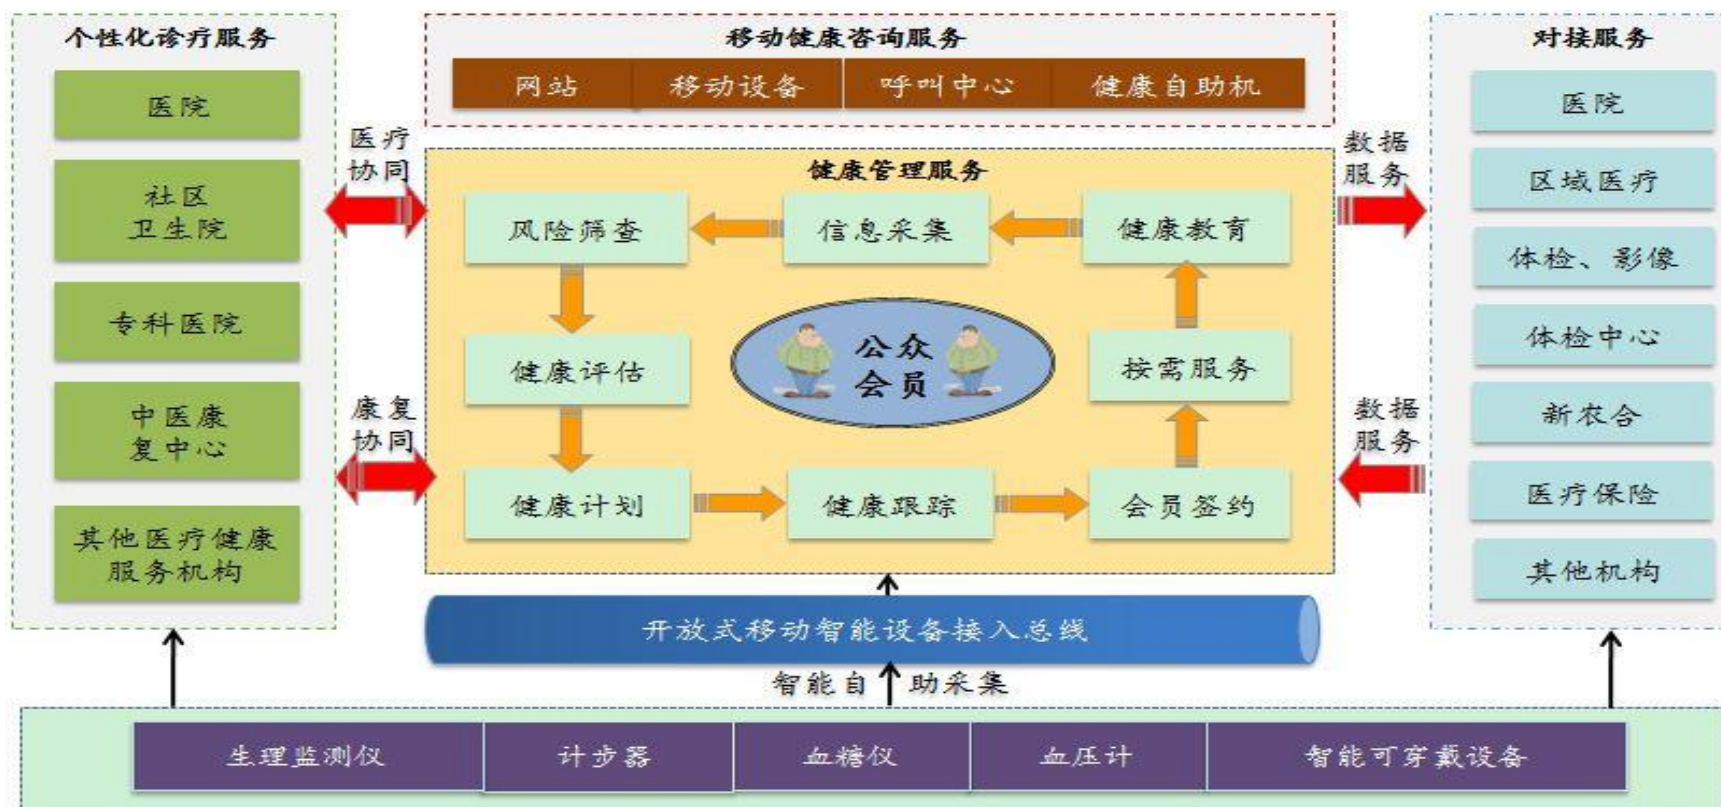 个性化诊疗服务
医院
社区
卫生院
专科医院
中医康
复中心
其他医疗健康
服务机构
医疗
协同
康复
协同
移动健康咨询服务
网站
移动设备
呼叫中心
健康自助机
健康管理服务
风险筛查
信息采集
健康教育
健康评估
公众
会员
按需服务
健康计划
健康跟踪
会员签约
数据
服务
数据
服务
对接服务
医院
区域医疗
体检、影像
体检中心
新农合
医疗保险
其他机构
开放式移动智能设备接入总线
智能自 助采集
生理监测仪
计步器
血糖仪
血压计
智能可穿戴设备